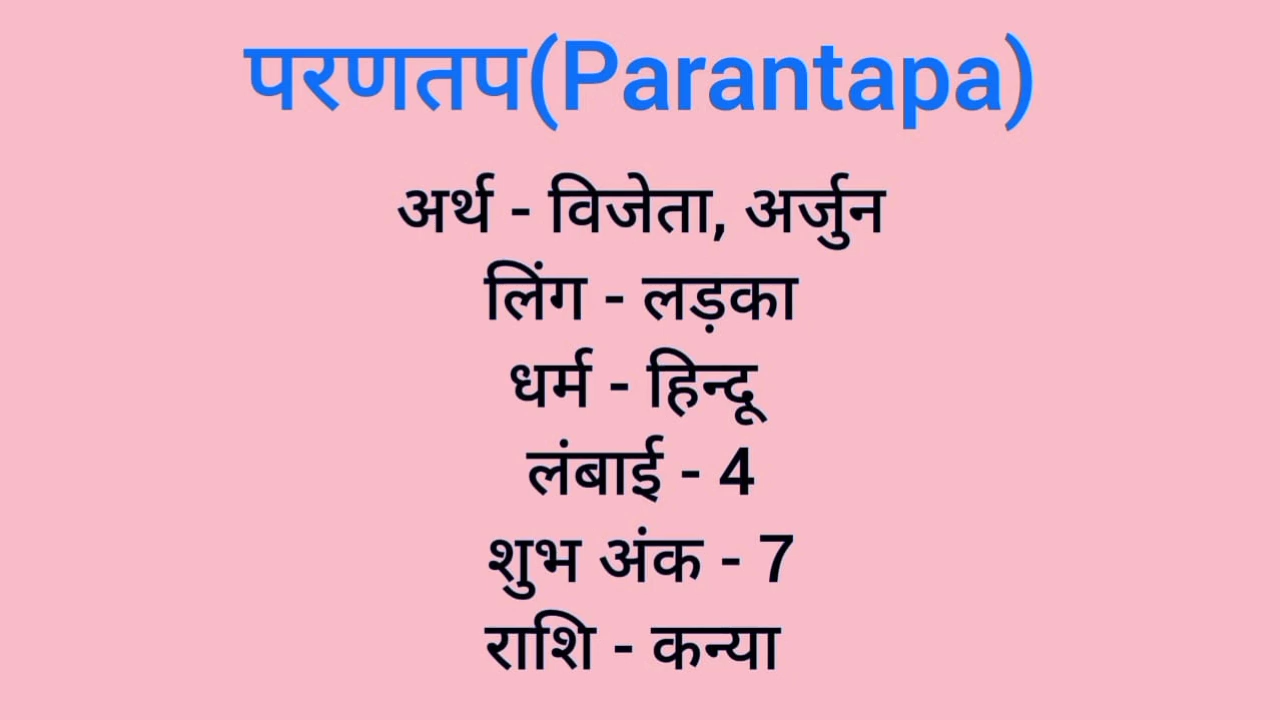 परणतप(Parantapa)
अर्थ - विजेता, अर्जुन
लिंग - लड़का
धर्म - हिन्दू
लंबाई - 4
शुभ अंक - 7
राशि - कन्या